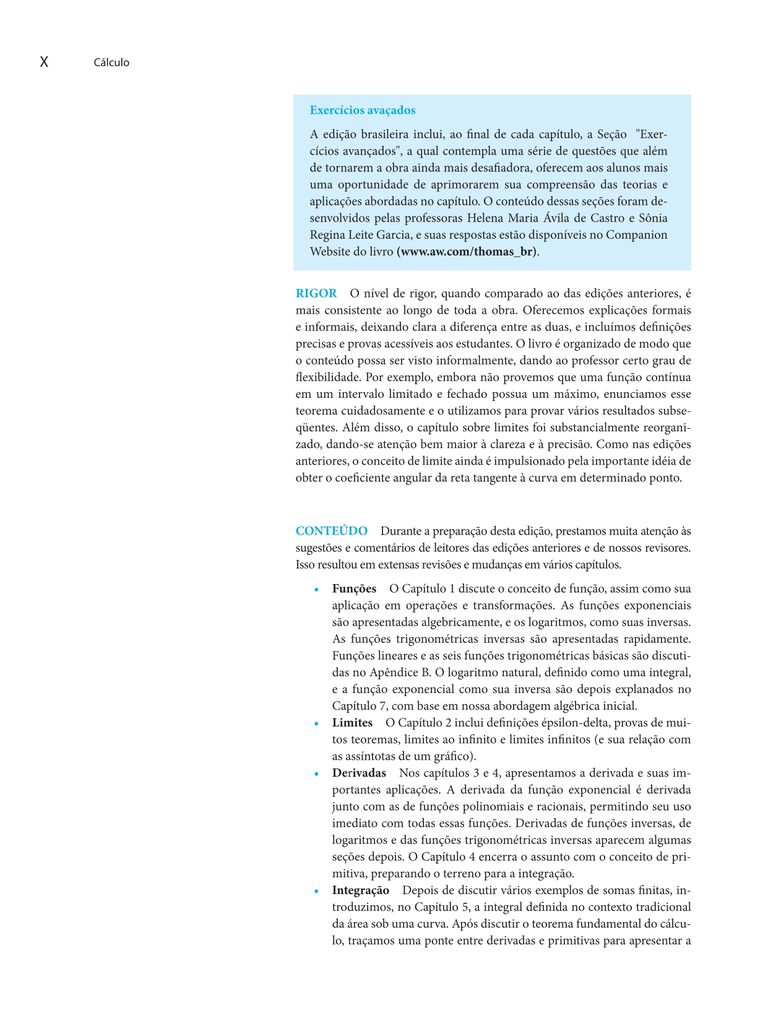 X Cálculo
Exercícios avaçados
A edição brasileira inclui, ao final de cada capítulo, a Seção "Exer-
cícios avançados", a qual contempla uma série de questões que além
de tornarem a obra ainda mais desafiadora, oferecem aos alunos mais
uma oportunidade de aprimorarem sua compreensão das teorias e
aplicações abordadas no capítulo. O conteúdo dessas seções foram de-
senvolvidos pelas professoras Helena Maria Ávila de Castro e Sônia
Regina Leite Garcia, e suas respostas estão disponíveis no Companion
Website do livro (www.aw.com/thomas_br).
RIGOR O nível de rigor, quando comparado ao das edições anteriores, é
mais consistente ao longo de toda a obra. Oferecemos explicações formais
e informais, deixando clara a diferença entre as duas, e incluímos definições
precisas e provas acessíveis aos estudantes. O livro é organizado de modo que
o conteúdo possa ser visto informalmente, dando ao professor certo grau de
flexibilidade. Por exemplo, embora não provemos que uma função contínua
em um intervalo limitado e fechado possua um máximo, enunciamos esse
teorema cuidadosamente e o utilizamos para provar vários resultados subse-
qüentes. Além disso, o capítulo sobre limites foi substancialmente reorgani-
zado, dando-se atenção bem maior à clareza e à precisão. Como nas edições
anteriores, o conceito de limite ainda é impulsionado pela importante idéia de
obter o coeficiente angular da reta tangente à curva em determinado ponto.
CONTEÚDO Durante a preparação desta edição, prestamos muita atenção às
sugestões e comentários de leitores das edições anteriores e de nossos revisores.
Isso resultou em extensas revisões e mudanças em vários capítulos.
• Funções O Capítulo 1 discute o conceito de função, assim como sua
aplicação em operações e transformações. As funções exponenciais
são apresentadas algebricamente, e os logaritmos, como suas inversas.
As funções trigonométricas inversas são apresentadas rapidamente.
Funções lineares e as seis funções trigonométricas básicas são discuti-
das no Apêndice B. O logaritmo natural, definido como uma integral,
e a função exponencial como sua inversa são depois explanados no
Capítulo 7, com base em nossa abordagem algébrica inicial.
• Limites O Capítulo 2 inclui definições épsilon-delta, provas de mui-
tos teoremas, limites ao infinito e limites infinitos (e sua relação com
as assíntotas de um gráfico).
• Derivadas Nos capítulos 3 e 4, apresentamos a derivada e suas im-
portantes aplicações. A derivada da função exponencial é derivada
junto com as de funções polinomiais e racionais, permitindo seu uso
imediato com todas essas funções. Derivadas de funções inversas, de
logaritmos e das funções trigonométricas inversas aparecem algumas
seções depois. O Capítulo 4 encerra o assunto com o conceito de pri-
mitiva, preparando o terreno para a integração.
• Integração Depois de discutir vários exemplos de somas finitas, in-
troduzimos, no Capítulo 5, a integral definida no contexto tradicional
da área sob uma curva. Após discutir o teorema fundamental do cálcu-
lo, traçamos uma ponte entre derivadas e primitivas para apresentar a